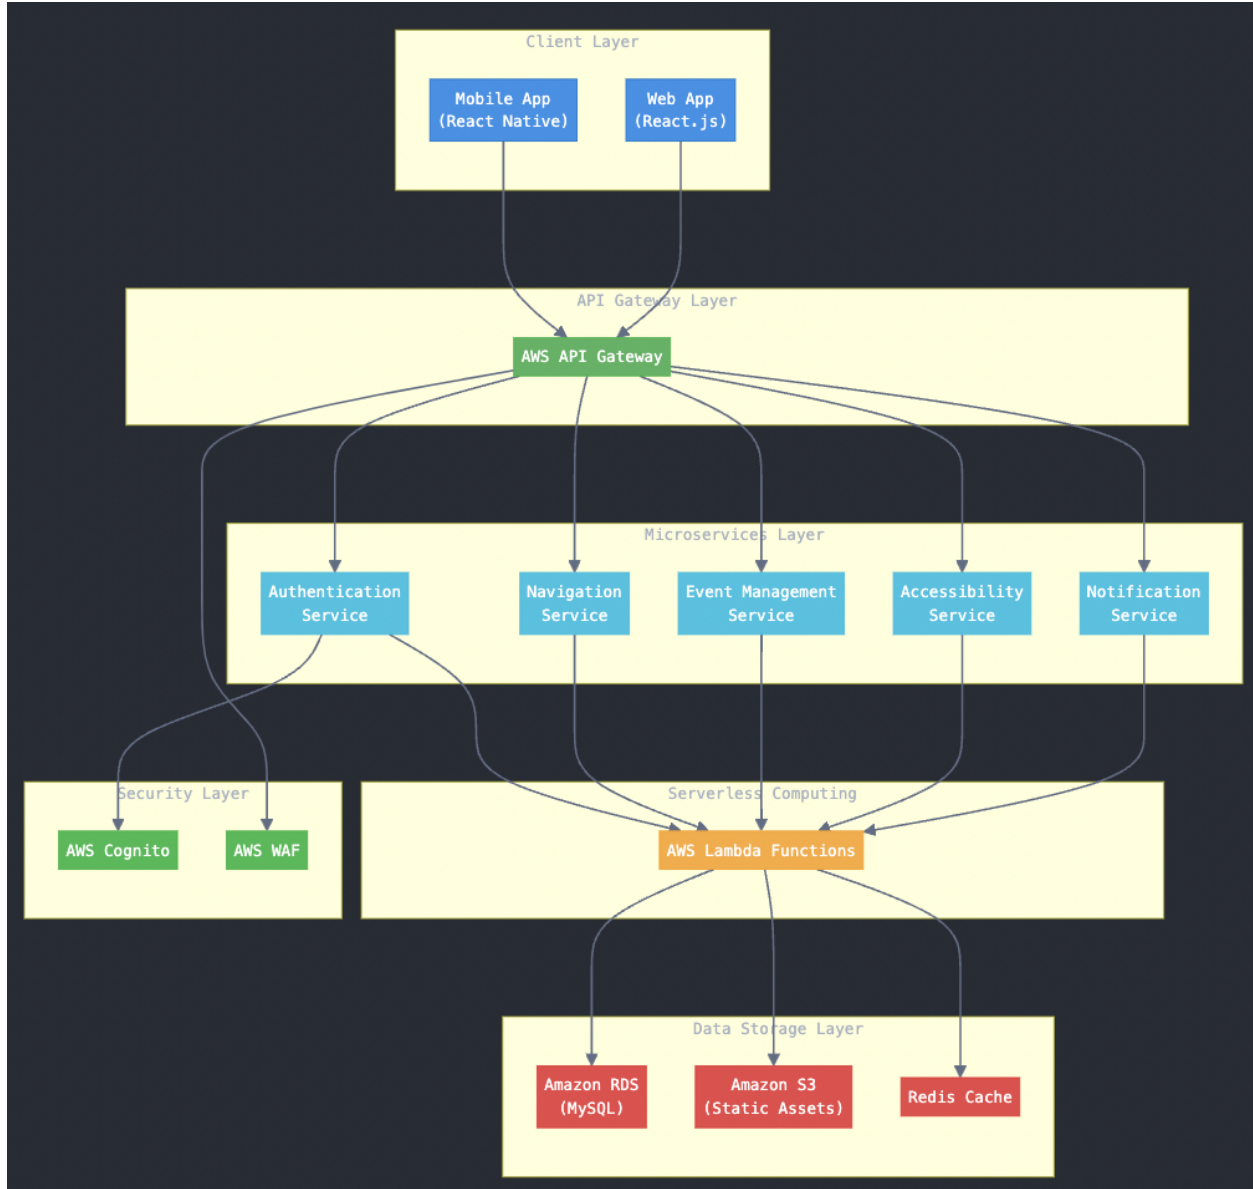 Client Layer
Mobile App
(React Native)
Web App
(React.js)
API Gateway Layer
AWS API Gateway
Microservices Layer
Authentication
Service
Navigation
Service
Event Management
Service
Accessibility
Service
Notification
Service
Security Layer
AWS Cognito
AWS WAF
Serverless Computing
AWS Lambda Functions
Data Storage Layer
Amazon RDS
(MySQL)
Amazon S3
(Static Assets)
Redis Cache